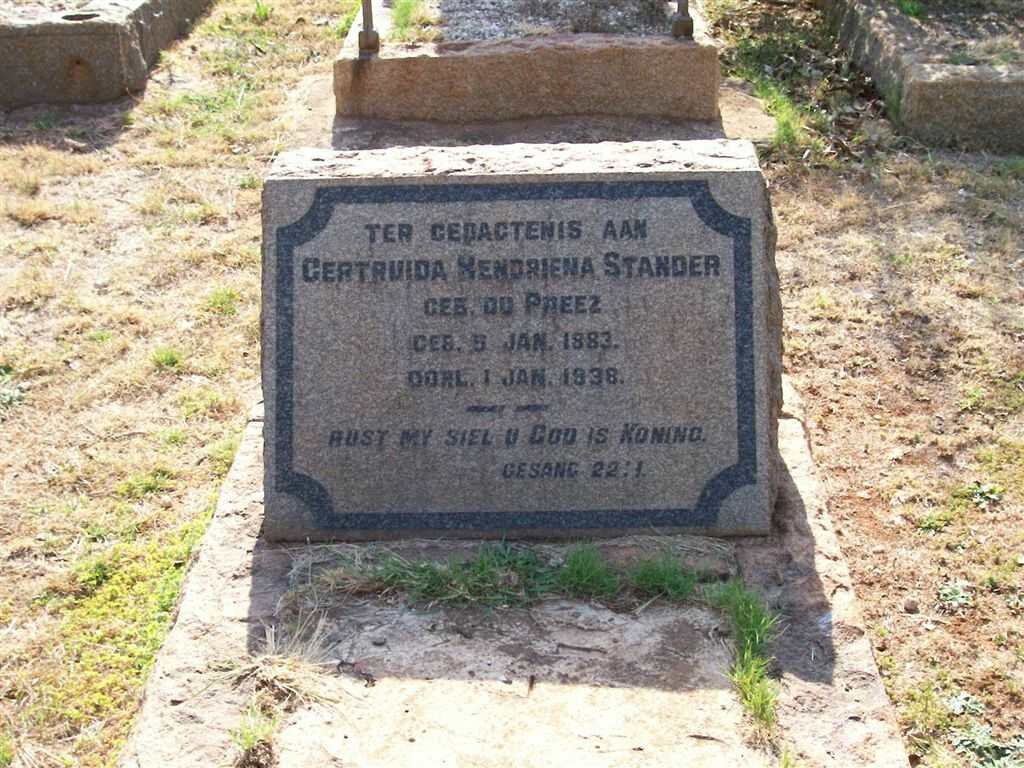 TER GEDACTENIS AAN
GERTRUIDA HENDRIENA STANDER
GEB. DU PREEZ
GEB. 5 JAN. 1883.
OORL. 1 JAN. 1938.
RUST MY SIEL U GOD IS KONING.
GESANG 22:1.